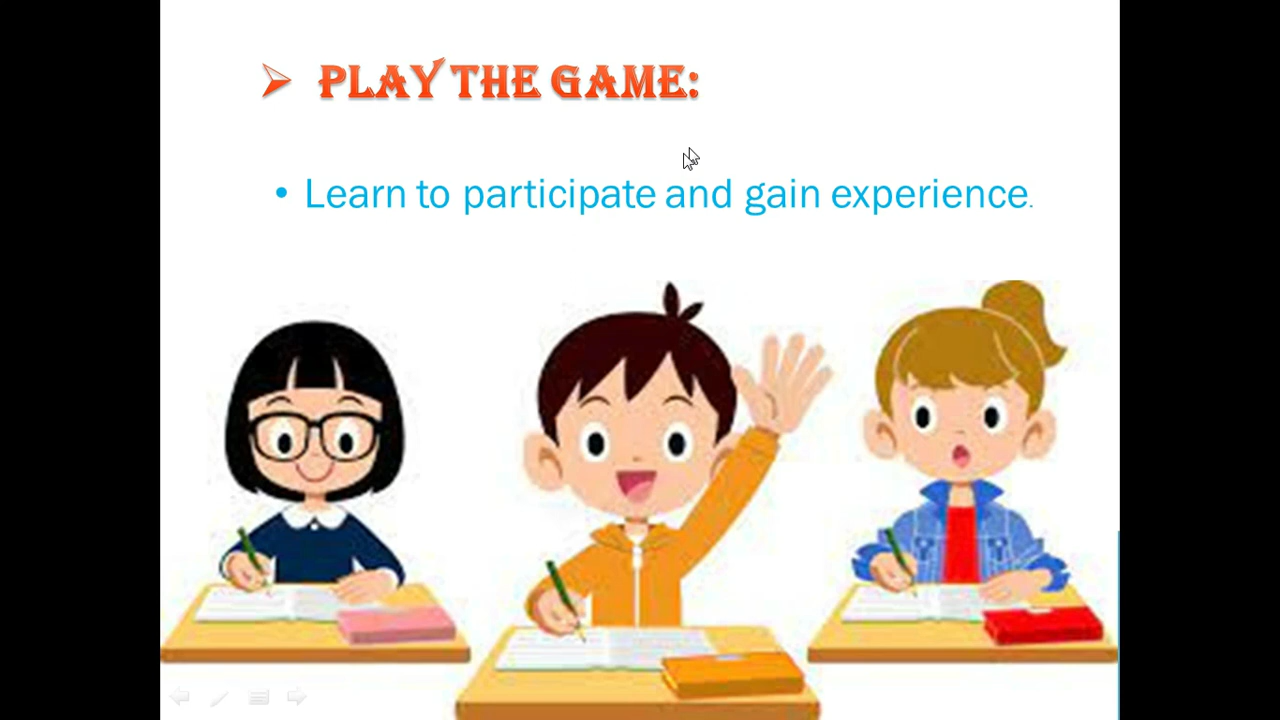 ➢ PLAY THE GAME:
• Learn to participate and gain experience.